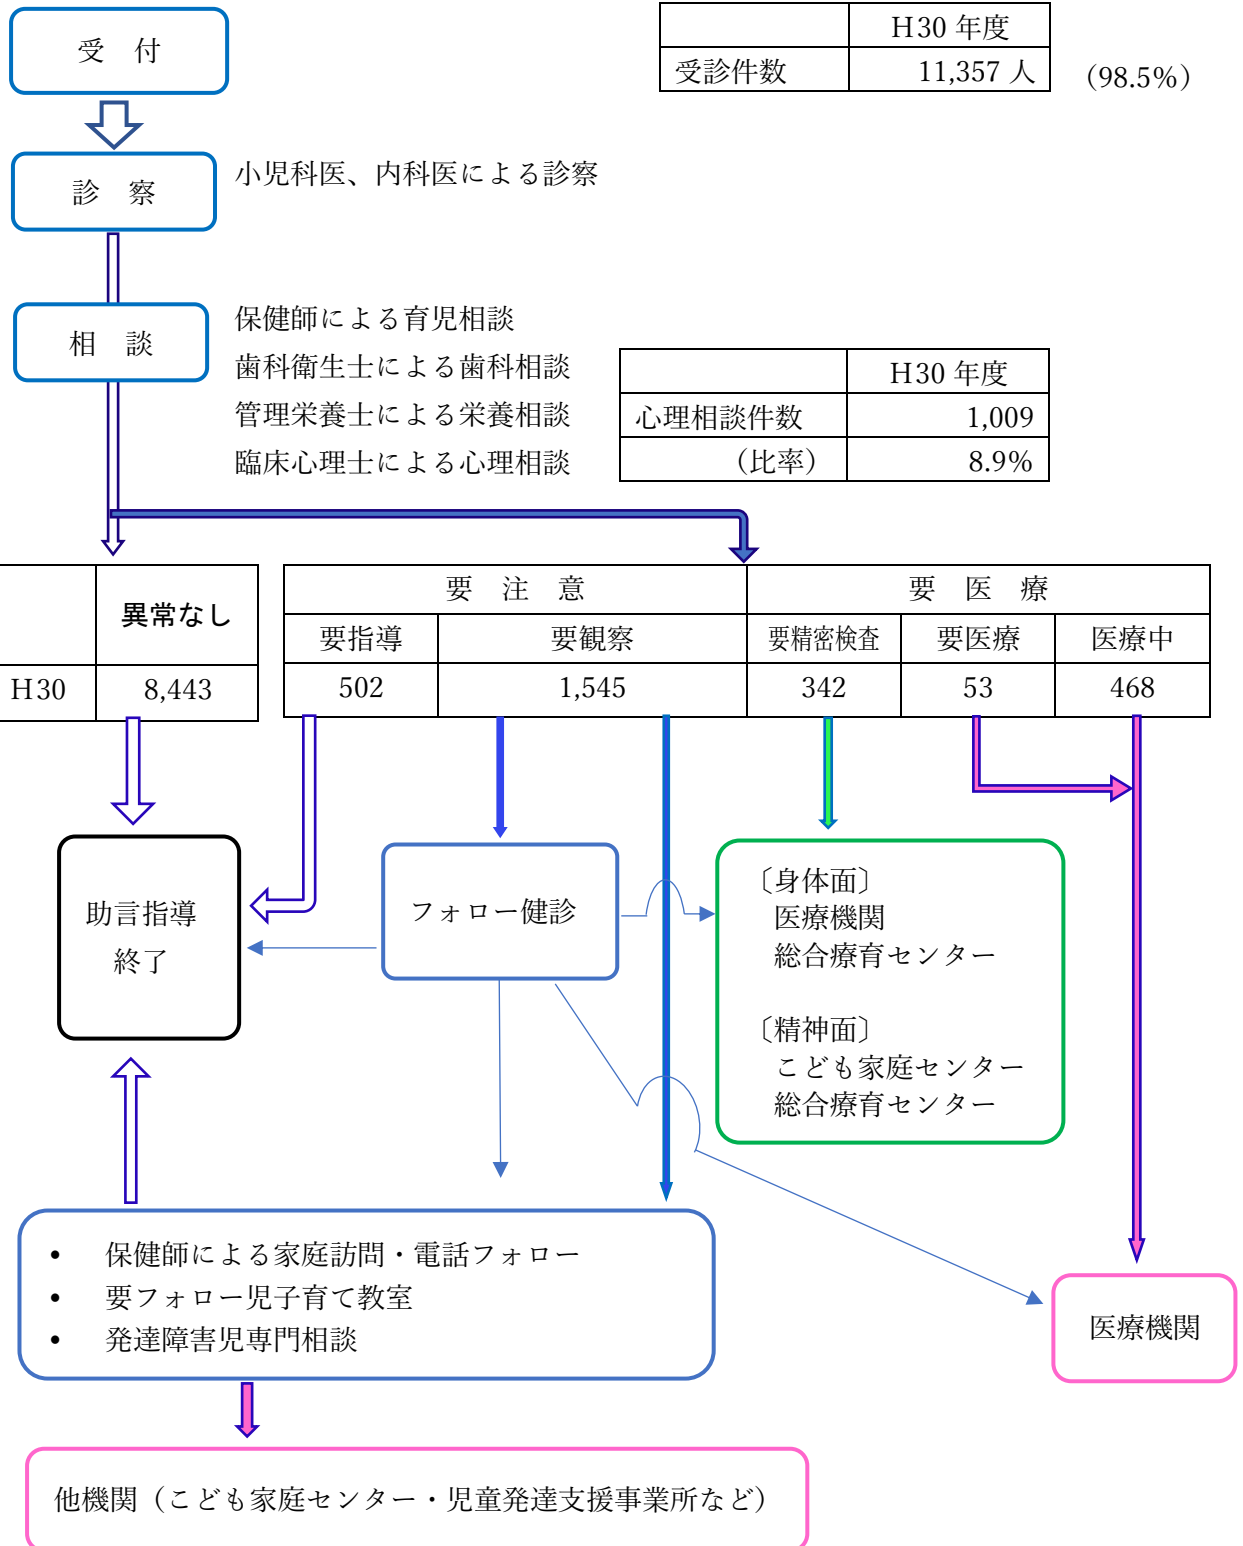 受　付
Ｈ30 年度
受診件数　11,357 人
（98.5％）
診　察
小児科医、内科医による診察
相　談
保健師による育児相談
歯科衛生士による歯科相談
管理栄養士による栄養相談
臨床心理士による心理相談
Ｈ30 年度
心理相談件数　1,009
（比率）　8.9％
異常なし
Ｈ30　8,443
要　注　意　要　医　療
要指導　要観察　要精密検査　要医療　医療中
502　1,545　342　53　468
助言指導
終了
フォロー健診
〔身体面〕
医療機関
総合療育センター
〔精神面〕
こども家庭センター
総合療育センター
• 保健師による家庭訪問・電話フォロー
• 要フォロー児子育て教室
• 発達障害児専門相談
医療機関
他機関（こども家庭センター・児童発達支援事業所など）